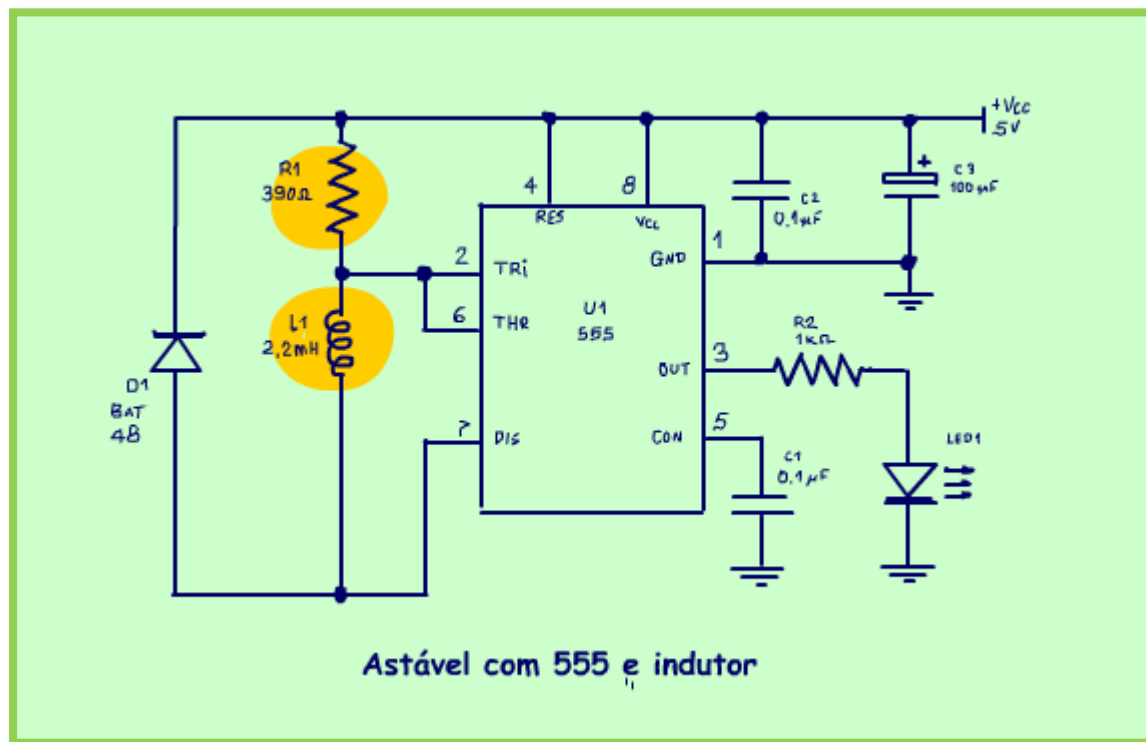 +Vcc
5V
R1
390Ω
4
RES
8
Vcc
C2
0,1μF
+
C3
100μF
2
TRi
GND
1
6
THR
U1
555
L1
2,2mH
R2
1kΩ
OUT
3
D1
BAT
48
7
DIS
CON
5
C1
0,1μF
LED1
Astável com 555 e indutor